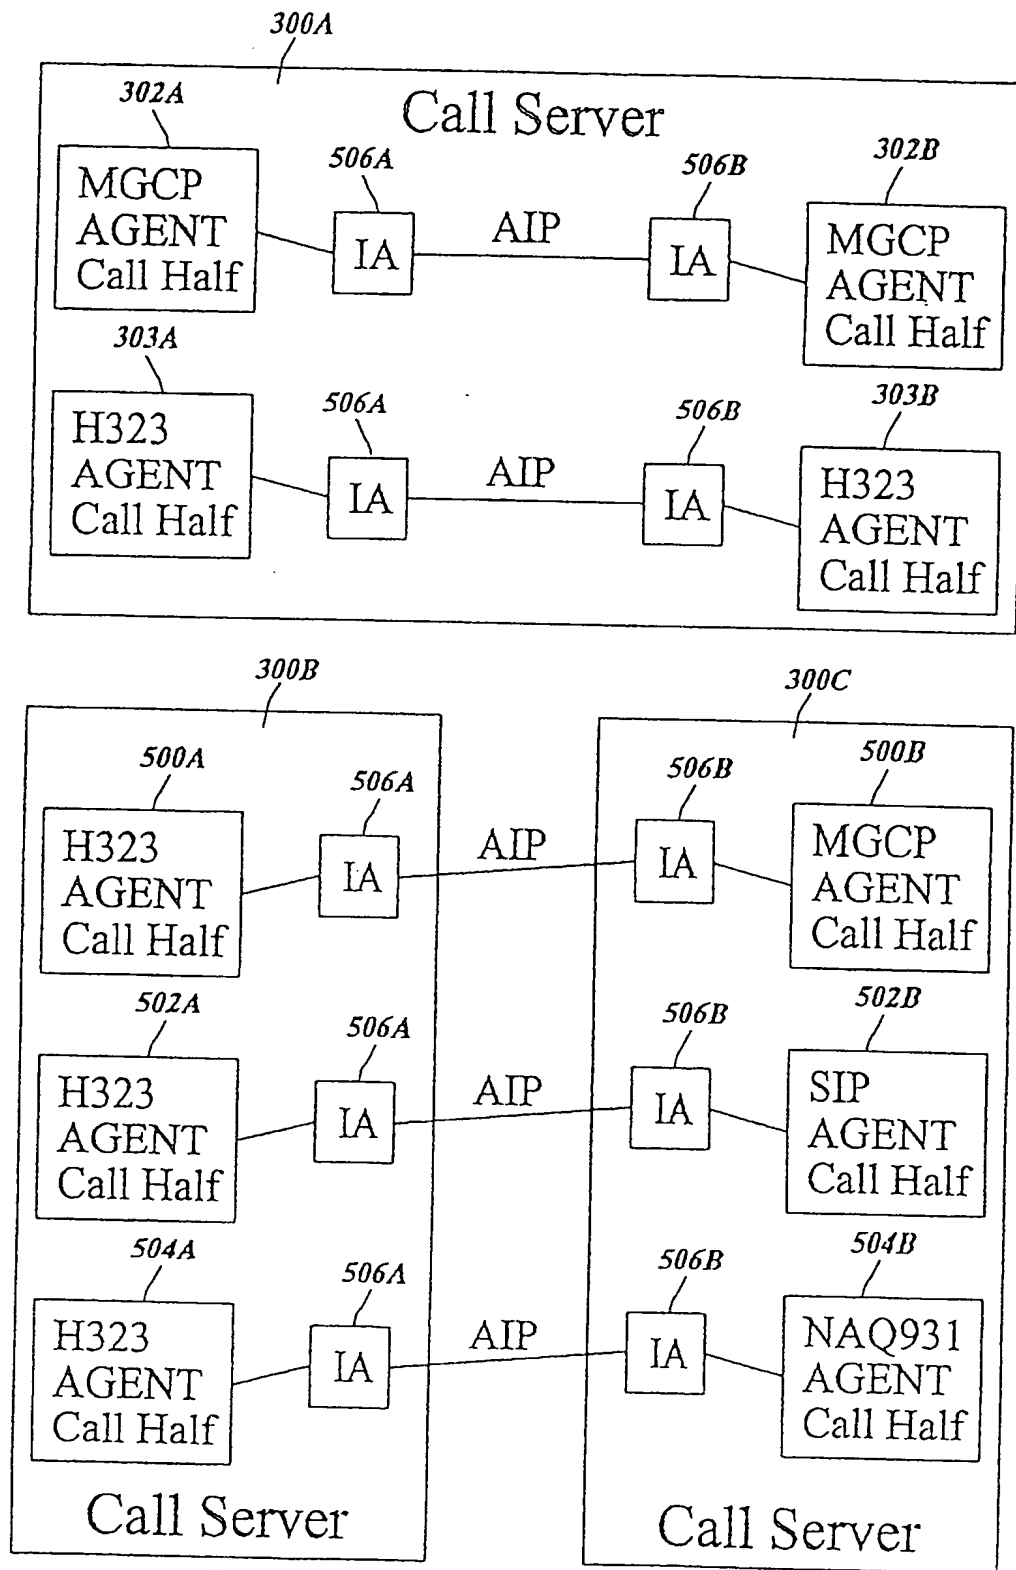 300A
Call Server
302A
506A
506B
302B
MGCP
AGENT
Call Half
IA
AIP
IA
MGCP
AGENT
Call Half
303A
506A
506B
303B
H323
AGENT
Call Half
IA
AIP
IA
H323
AGENT
Call Half
300B
300C
500A
506A
506B
500B
H323
AGENT
Call Half
IA
AIP
IA
MGCP
AGENT
Call Half
502A
506A
506B
502B
H323
AGENT
Call Half
IA
AIP
IA
SIP
AGENT
Call Half
504A
506A
506B
504B
H323
AGENT
Call Half
IA
AIP
IA
NAQ931
AGENT
Call Half
Call Server
Call Server